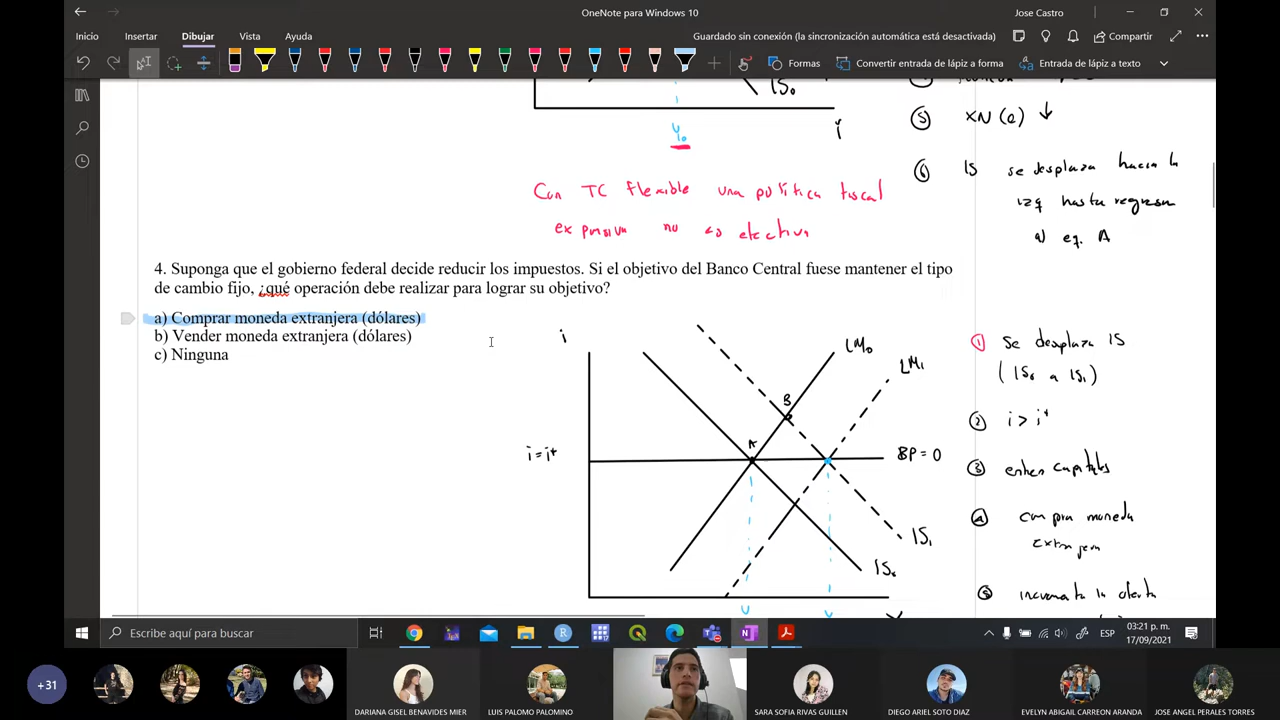 OneNote para Windows 10
Jose Castro
Inicio
Insertar
Dibujar
Vista
Ayuda
Guardado sin conexión (la sincronización automática está desactivada)
Compartir
Formas
Convertir entrada de lápiz a forma
Entrada de lápiz a texto
IS₀
Y₀
5 XN(e) ↓
6 IS se desplaza hacia la
izq hasta regresar
al eq. A
Con TC flexible una política fiscal
expansiva no es efectiva
4. Suponga que el gobierno federal decide reducir los impuestos. Si el objetivo del Banco Central fuese mantener el tipo
de cambio fijo, ¿qué operación debe realizar para lograr su objetivo?
a) Comprar moneda extranjera (dólares)
b) Vender moneda extranjera (dólares)
c) Ninguna
i
LM₀
LM₁
B
A
i=i*
BP=0
IS₁
IS₀
1 Se desplaza IS
(IS₀ a IS₁)
2 i > i*
3 entran capitales
4 compra moneda
extranjera
5 incrementa la oferta
Escribe aquí para buscar
ESP
03:21 p. m.
17/09/2021
+31
DARIANA GISEL BENAVIDES MIER
LUIS PALOMO PALOMINO
SARA SOFIA RIVAS GUILLEN
DIEGO ARIEL SOTO DIAZ
EVELYN ABIGAIL CARREON ARANDA
JOSE ANGEL PERALES TORRES